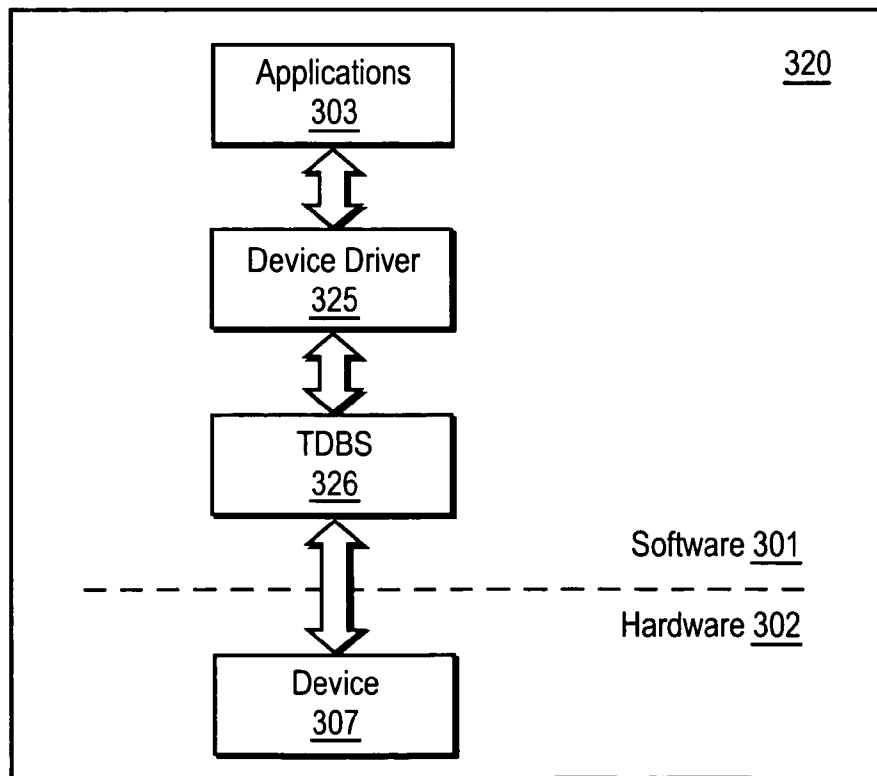 320
Applications
303
Device Driver
325
TDBS
326
Software 301
Hardware 302
Device
307